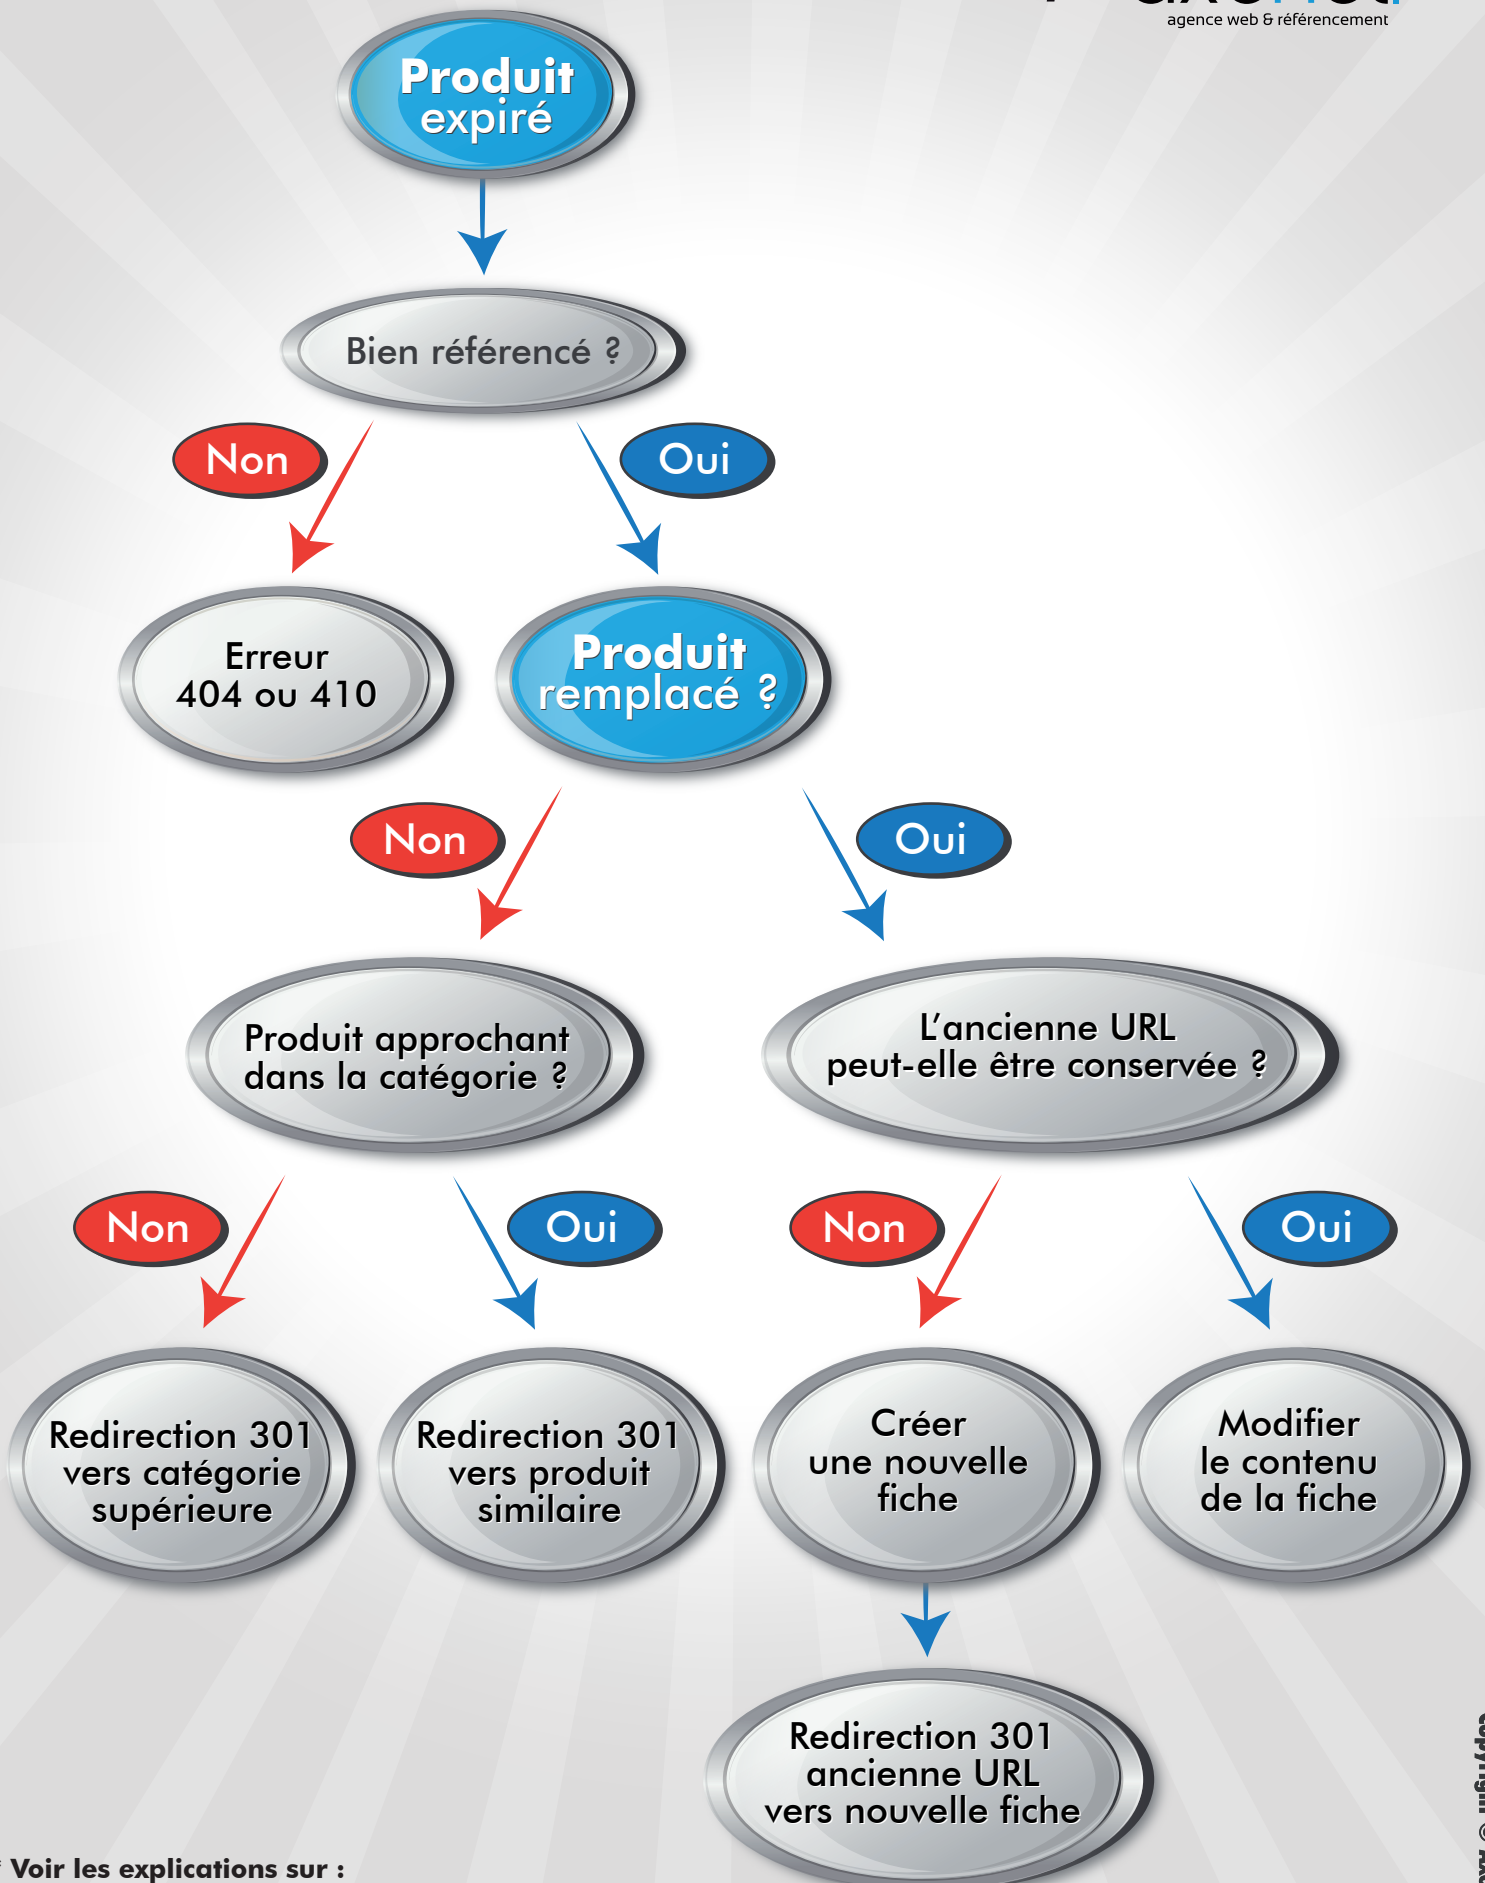 agence web & référencement
Produit
expiré
Bien référencé ?
Non
Oui
Erreur
404 ou 410
Produit
remplacé ?
Non
Oui
Produit approchant
dans la catégorie ?
L'ancienne URL
peut-elle être conservée ?
Non
Oui
Non
Oui
Redirection 301
vers catégorie
supérieure
Redirection 301
vers produit
similaire
Créer
une nouvelle
fiche
Modifier
le contenu
de la fiche
Redirection 301
ancienne URL
vers nouvelle fiche
Copyright ©
* Voir les explications sur :